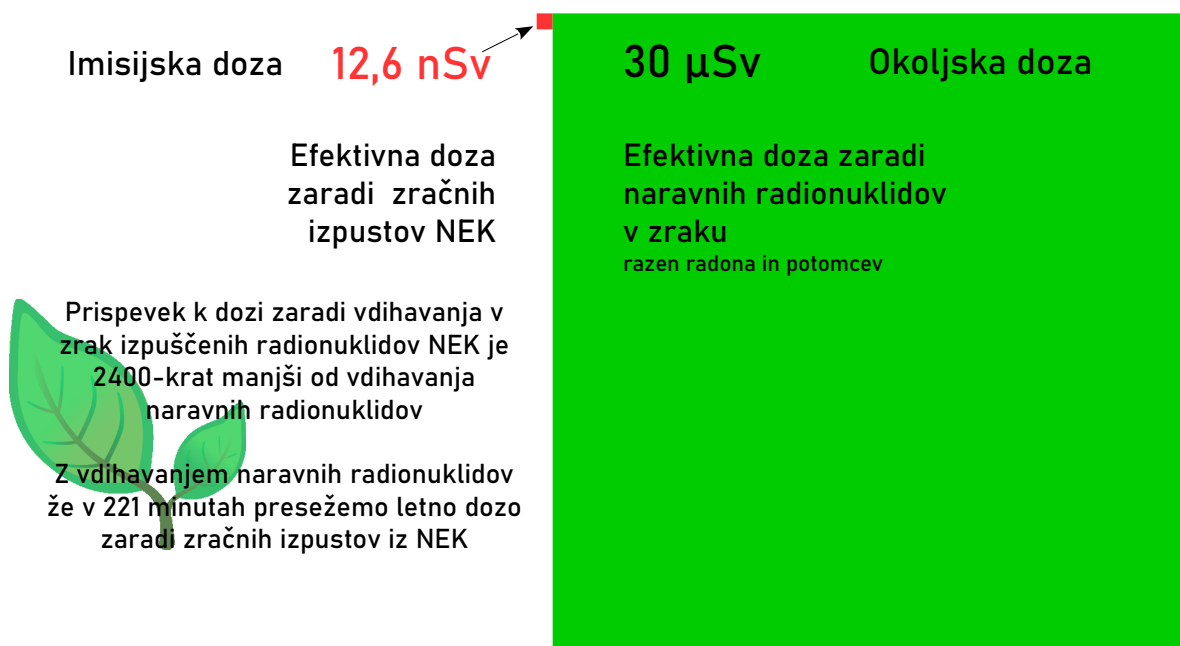 Imisijska doza
12,6 nSv
Efektivna doza
zaradi zračnih
izpustov NEK
Prispevek k dozi zaradi vdihavanja v
zrak izpuščenih radionuklidov NEK je
2400-krat manjši od vdihavanja
naravnih radionuklidov
Z vdihavanjem naravnih radionuklidov
že v 221 minutah presežemo letno dozo
zaradi zračnih izpustov iz NEK
30 µSv
Okoljska doza
Efektivna doza zaradi
naravnih radionuklidov
v zraku
razen radona in potomcev